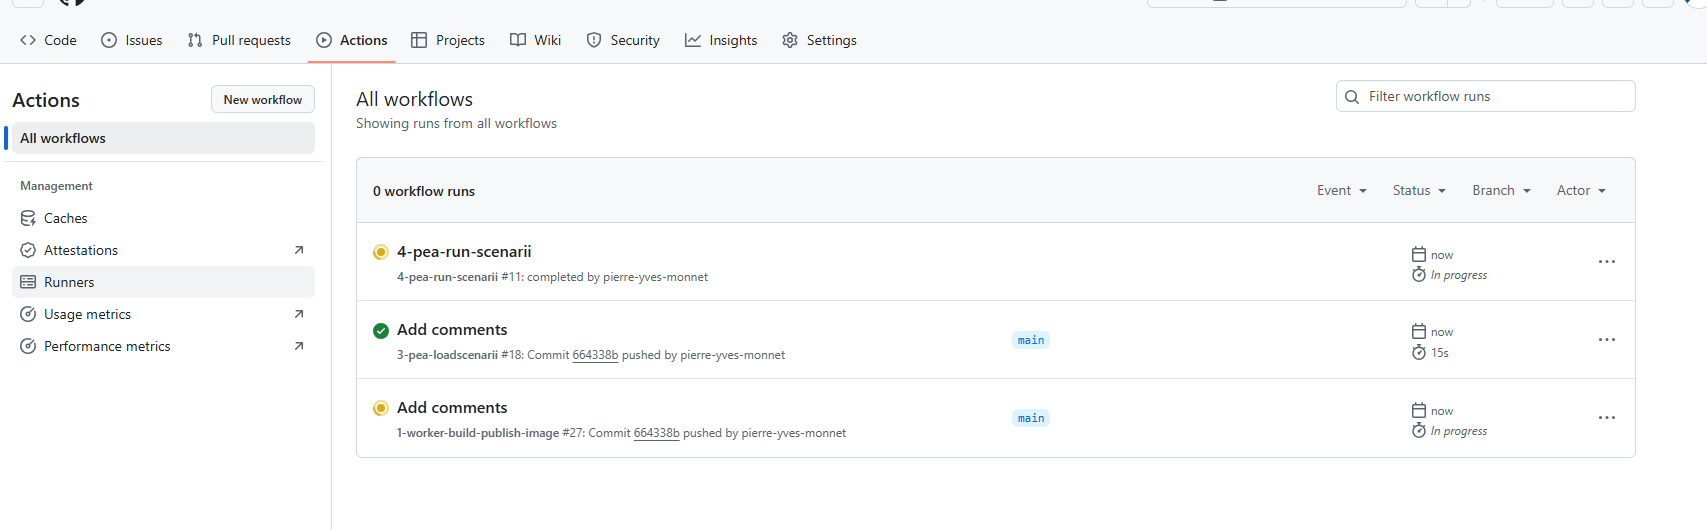 Code Issues Pull requests Actions Projects Wiki Security Insights Settings
Actions
New workflow
All workflows
Management
Caches
Attestations
Runners
Usage metrics
Performance metrics
All workflows
Showing runs from all workflows
Filter workflow runs
0 workflow runs
Event Status Branch Actor
4-pea-run-scenarii
4-pea-run-scenarii #11: completed by pierre-yves-monnet
now
In progress
Add comments
3-pea-loadscenarii #18: Commit 664338b pushed by pierre-yves-monnet
main
now
15s
Add comments
1-worker-build-publish-image #27: Commit 664338b pushed by pierre-yves-monnet
main
now
In progress